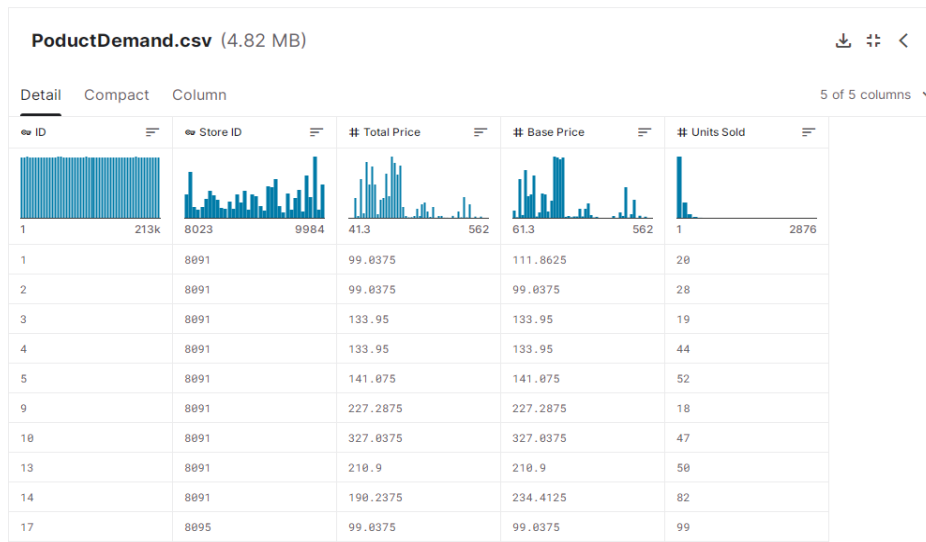 PoductDemand.csv (4.82 MB)
Detail Compact Column 5 of 5 columns
ID Store ID # Total Price # Base Price # Units Sold
1 213k 8023 9984 41.3 562 61.3 562 1 2876
1 8091 99.0375 111.8625 20
2 8091 99.0375 99.0375 28
3 8091 133.95 133.95 19
4 8091 133.95 133.95 44
5 8091 141.075 141.075 52
9 8091 227.2875 227.2875 18
10 8091 327.0375 327.0375 47
13 8091 210.9 210.9 50
14 8091 190.2375 234.4125 82
17 8095 99.0375 99.0375 99